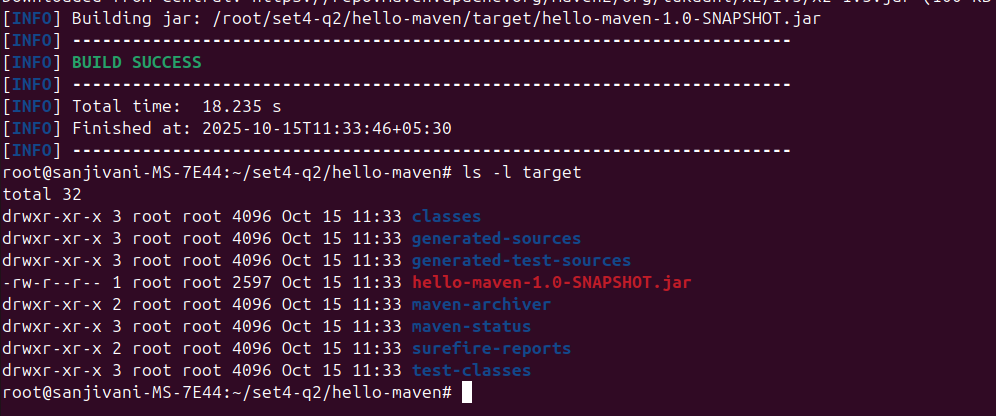 [INFO] Building jar: /root/set4-q2/hello-maven/target/hello-maven-1.0-SNAPSHOT.jar
[INFO] ------------------------------------------------------------------------
[INFO] BUILD SUCCESS
[INFO] ------------------------------------------------------------------------
[INFO] Total time:  18.235 s
[INFO] Finished at: 2025-10-15T11:33:46+05:30
[INFO] ------------------------------------------------------------------------
root@sanjivani-MS-7E44:~/set4-q2/hello-maven# ls -l target
total 32
drwxr-xr-x 3 root root 4096 Oct 15 11:33 classes
drwxr-xr-x 3 root root 4096 Oct 15 11:33 generated-sources
drwxr-xr-x 3 root root 4096 Oct 15 11:33 generated-test-sources
-rw-r--r-- 1 root root 2597 Oct 15 11:33 hello-maven-1.0-SNAPSHOT.jar
drwxr-xr-x 2 root root 4096 Oct 15 11:33 maven-archiver
drwxr-xr-x 3 root root 4096 Oct 15 11:33 maven-status
drwxr-xr-x 2 root root 4096 Oct 15 11:33 surefire-reports
drwxr-xr-x 3 root root 4096 Oct 15 11:33 test-classes
root@sanjivani-MS-7E44:~/set4-q2/hello-maven#